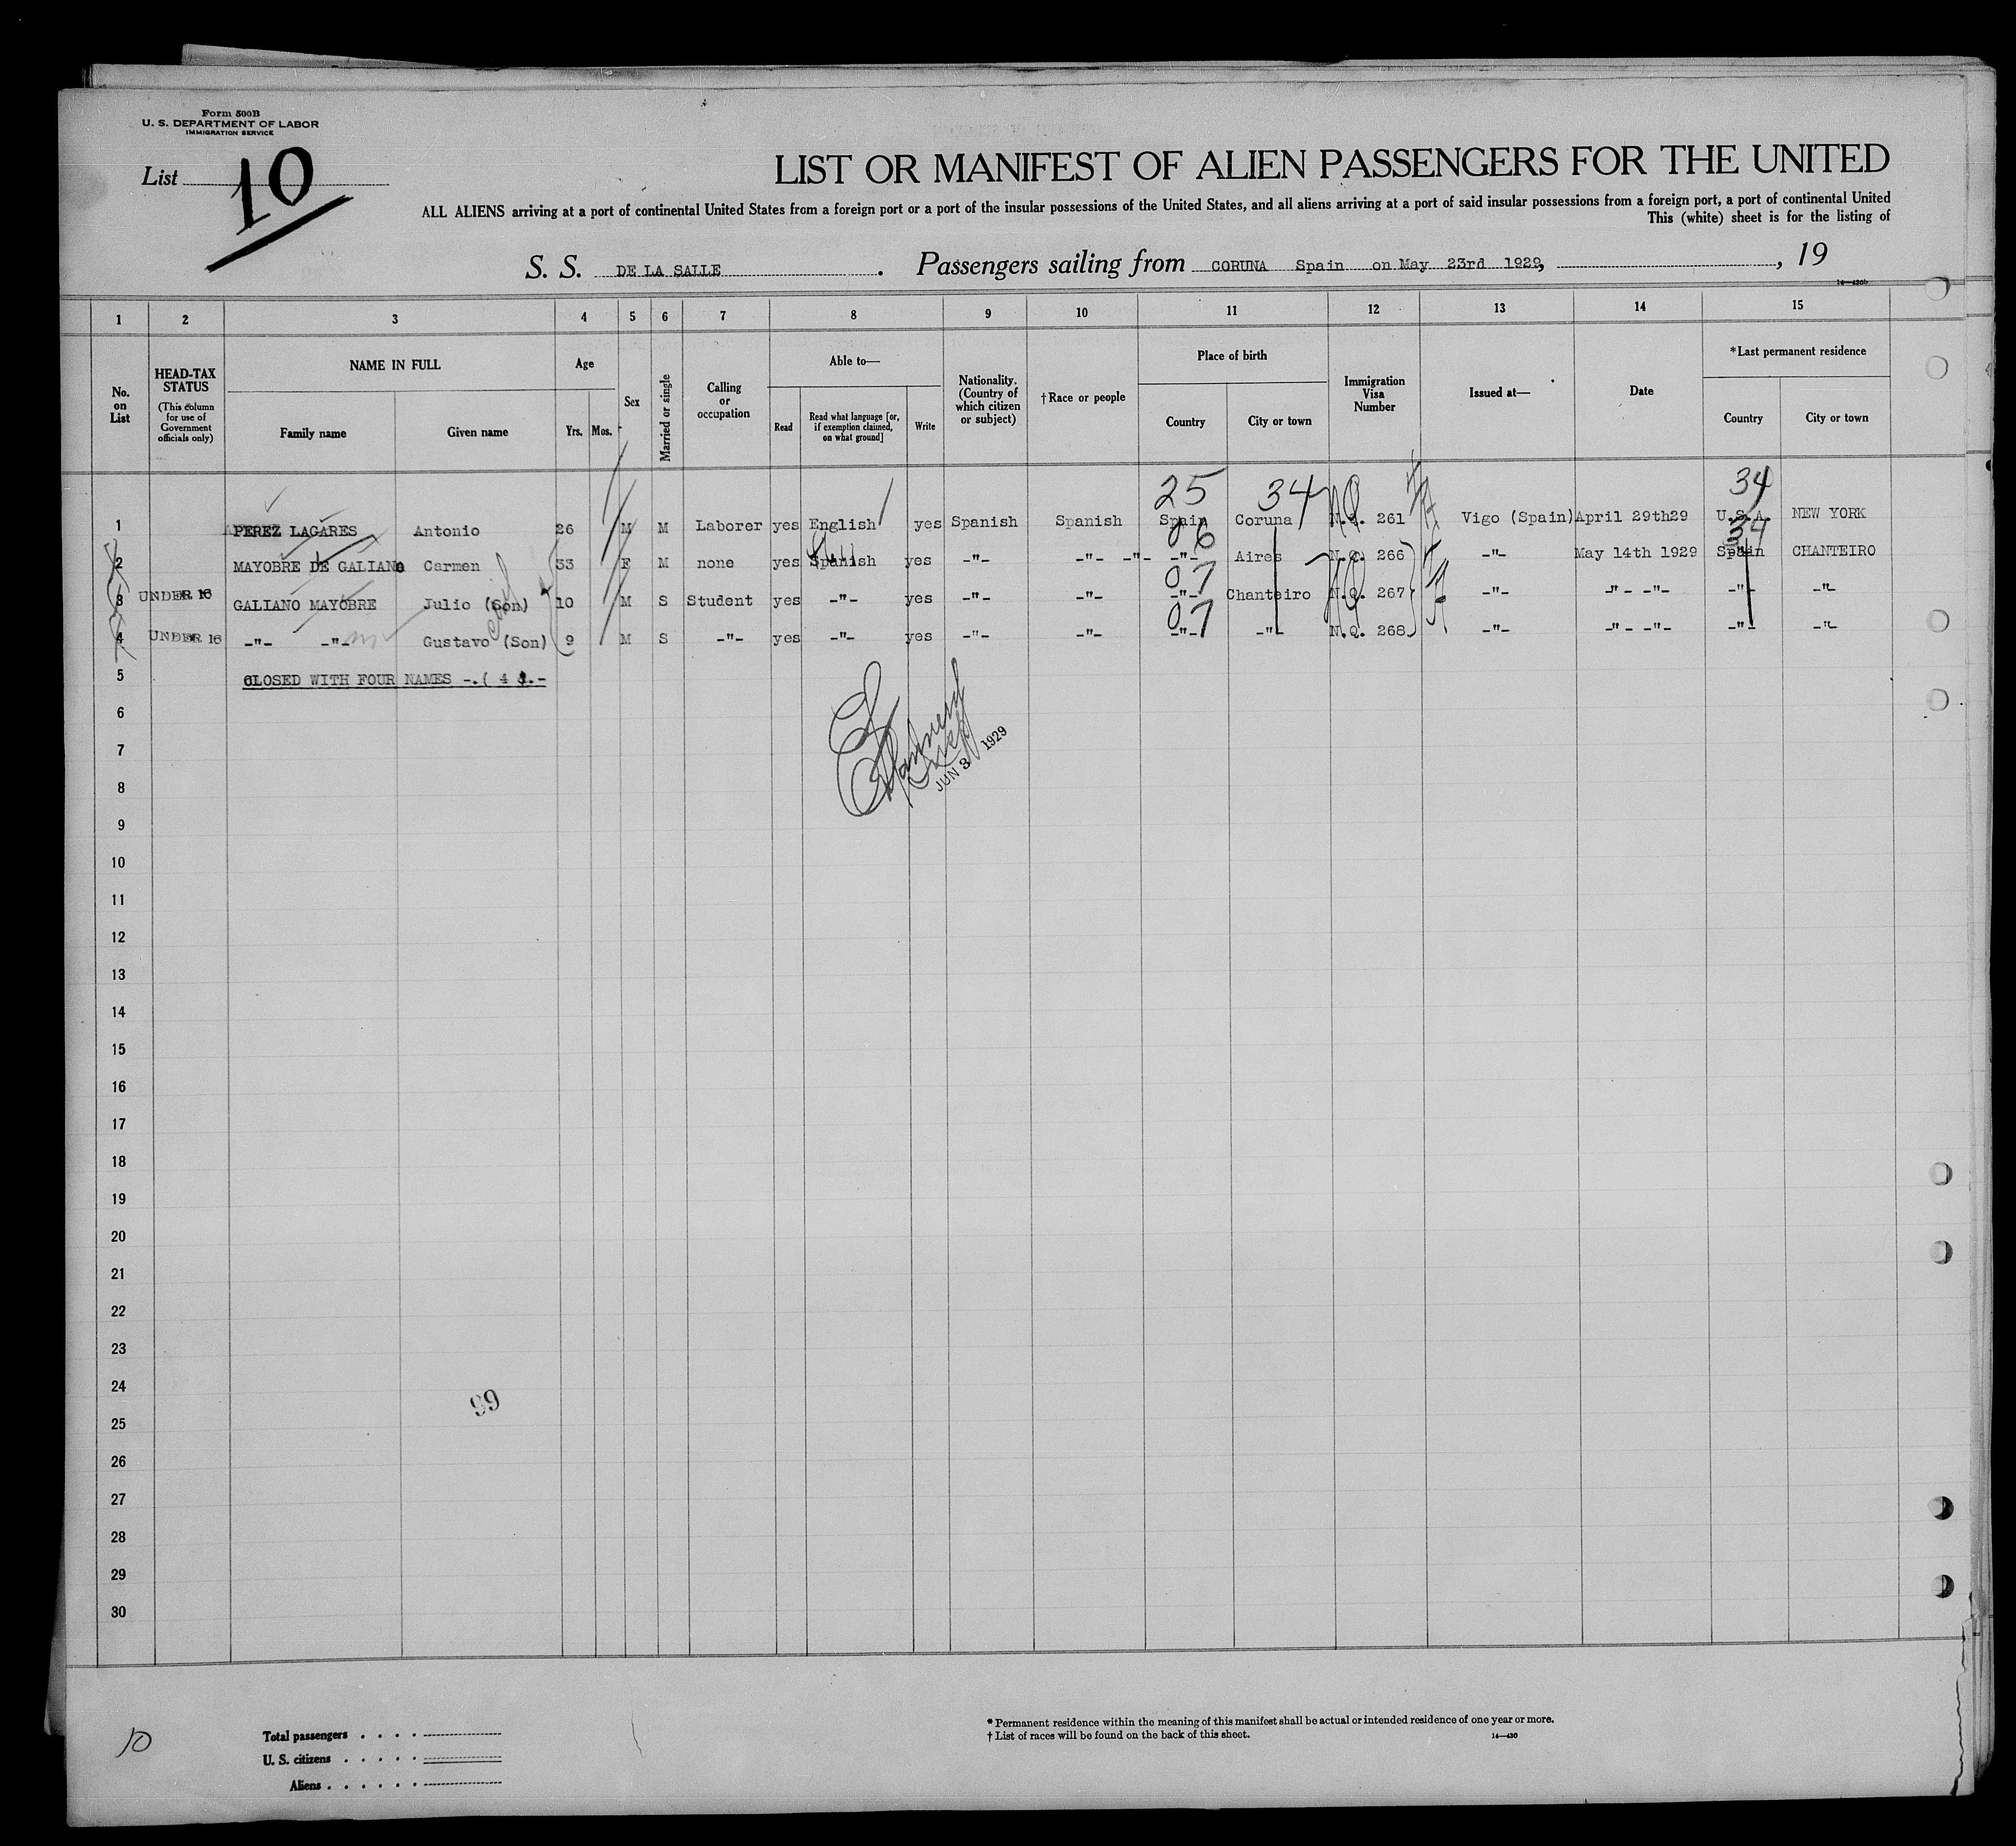 Form 500B
U. S. DEPARTMENT OF LABOR
IMMIGRATION SERVICE
List 10
LIST OR MANIFEST OF ALIEN PASSENGERS FOR THE UNITED
ALL ALIENS arriving at a port of continental United States from a foreign port or a port of the insular possessions of the United States, and all aliens arriving at a port of said insular possessions from a foreign port, a port of continental United
This (white) sheet is for the listing of
S. S. DE LA SALLE . Passengers sailing from CORUNA Spain on May 23rd 1929, , 19
14—430b
1 2 3 4 5 6 7 8 9 10 11 12 13 14 15
No. on List
HEAD-TAX STATUS
(This column for use of Government officials only)
NAME IN FULL
Family name Given name
Age
Yrs. Mos.
Sex
Married or single
Calling or occupation
Able to—
Read
Read what language [or, if exemption claimed, on what ground]
Write
Nationality. (Country of which citizen or subject)
†Race or people
Place of birth
Country City or town
Immigration Visa Number
Issued at—
Date
*Last permanent residence
Country City or town
25 34 34
1 PEREZ LAGARES Antonio 26 M M Laborer yes English yes Spanish Spanish Spain Coruna N.Q. 261 Vigo (Spain) April 29th29 U.S.A. NEW YORK
06 34
2 MAYOBRE DE GALIANO Carmen 33 F M none yes Spanish yes -"- -"- -"- -"- Aires N.Q. 266 -"- May 14th 1929 Spain CHANTEIRO
07
3 UNDER 16 GALIANO MAYOBRE Julio (Son) 10 M S Student yes -"- yes -"- -"- -"- Chanteiro N.Q. 267 -"- -"- -"- -"- -"-
07
4 UNDER 16 -"- -"- Gustavo (Son) 9 M S -"- yes -"- yes -"- -"- -"- -"- N.Q. 268 -"- -"- -"- -"- -"-
5 CLOSED WITH FOUR NAMES -.( 4 ).-
6
7
JUN 3 1929
8
9
10
11
12
13
14
15
16
17
18
19
20
21
22
23
24
99
25
26
27
28
29
30
10
Total passengers
U. S. citizens
Aliens
* Permanent residence within the meaning of this manifest shall be actual or intended residence of one year or more.
† List of races will be found on the back of this sheet.
14—430